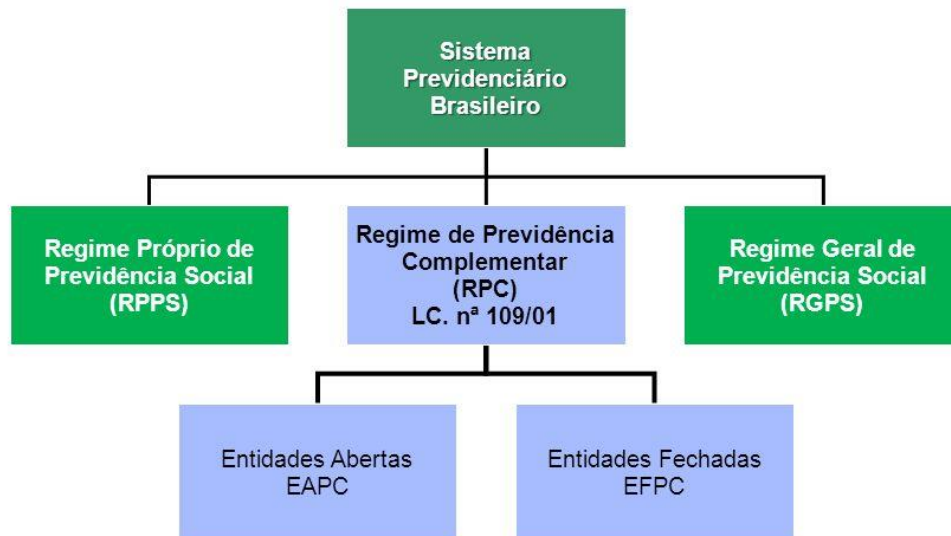 Sistema
Previdenciário
Brasileiro
Regime Próprio de
Previdência Social
(RPPS)
Regime de Previdência
Complementar
(RPC)
LC. nª 109/01
Regime Geral de
Previdência Social
(RGPS)
Entidades Abertas
EAPC
Entidades Fechadas
EFPC